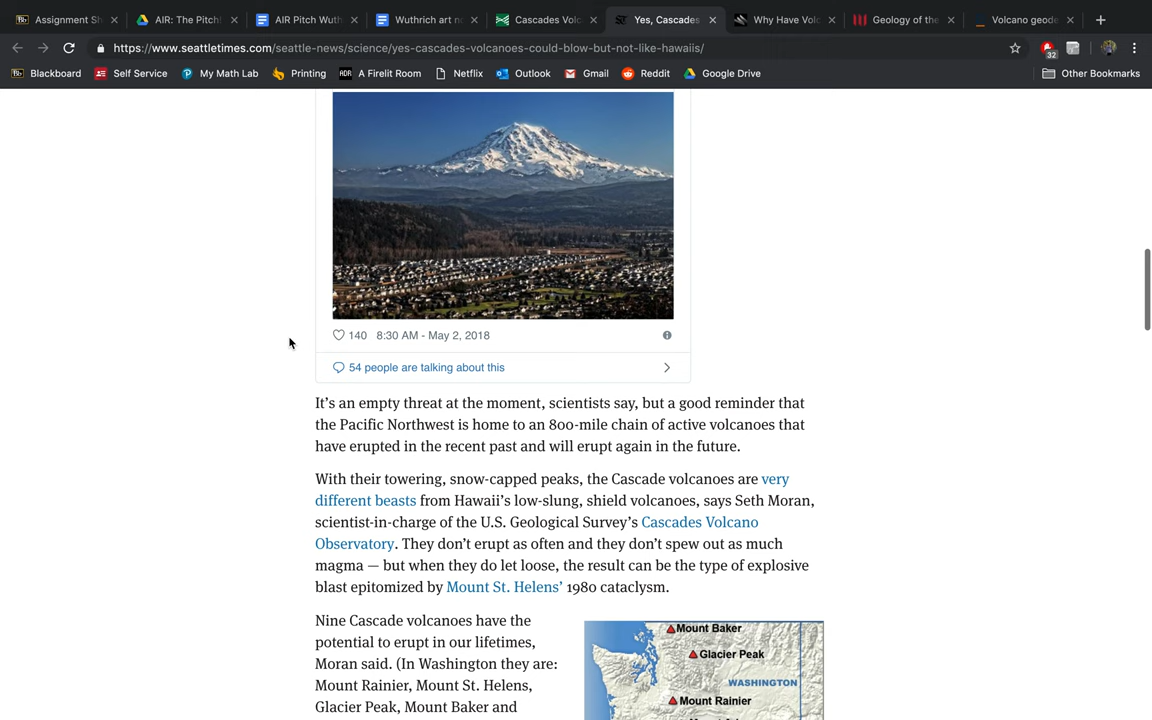 Assignment Sh
AIR: The Pitch!
AIR Pitch Wuth
Wuthrich art no
Cascades Volc
Yes, Cascades
Why Have Volc
Geology of the
Volcano geode
https://www.seattletimes.com/seattle-news/science/yes-cascades-volcanoes-could-blow-but-not-like-hawaiis/
32
Blackboard
Self Service
My Math Lab
Printing
A Firelit Room
Netflix
Outlook
Gmail
Reddit
Google Drive
Other Bookmarks
140 8:30 AM - May 2, 2018
54 people are talking about this
It’s an empty threat at the moment, scientists say, but a good reminder that
the Pacific Northwest is home to an 800-mile chain of active volcanoes that
have erupted in the recent past and will erupt again in the future.
With their towering, snow-capped peaks, the Cascade volcanoes are very
different beasts from Hawaii’s low-slung, shield volcanoes, says Seth Moran,
scientist-in-charge of the U.S. Geological Survey’s Cascades Volcano
Observatory. They don’t erupt as often and they don’t spew out as much
magma — but when they do let loose, the result can be the type of explosive
blast epitomized by Mount St. Helens’ 1980 cataclysm.
Nine Cascade volcanoes have the
potential to erupt in our lifetimes,
Moran said. (In Washington they are:
Mount Rainier, Mount St. Helens,
Glacier Peak, Mount Baker and
Mount Baker
Glacier Peak
WASHINGTON
Mount Rainier